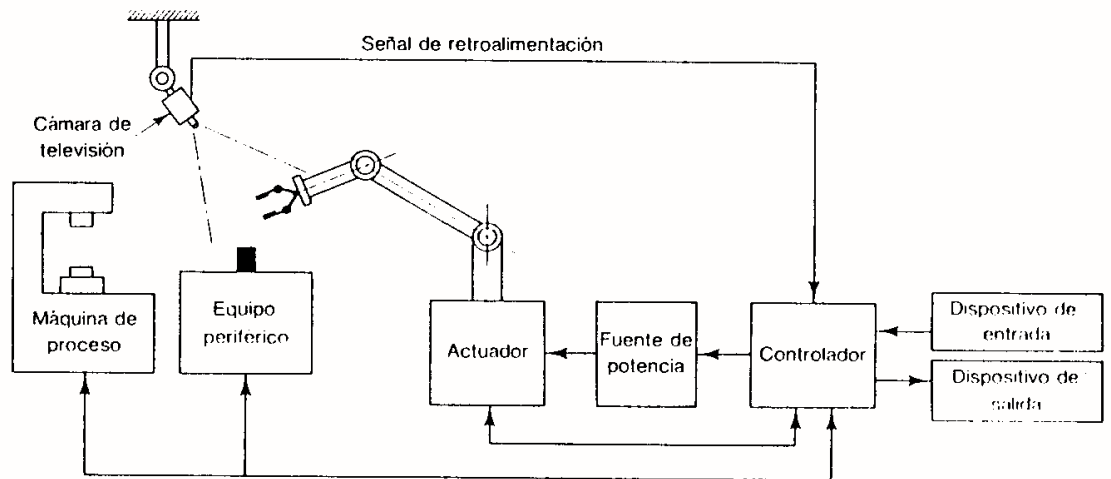 Señal de retroalimentación
Cámara de
televisión
Máquina de
proceso
Equipo
periférico
Actuador
Fuente de
potencia
Controlador
Dispositivo de
entrada
Dispositivo de
salida